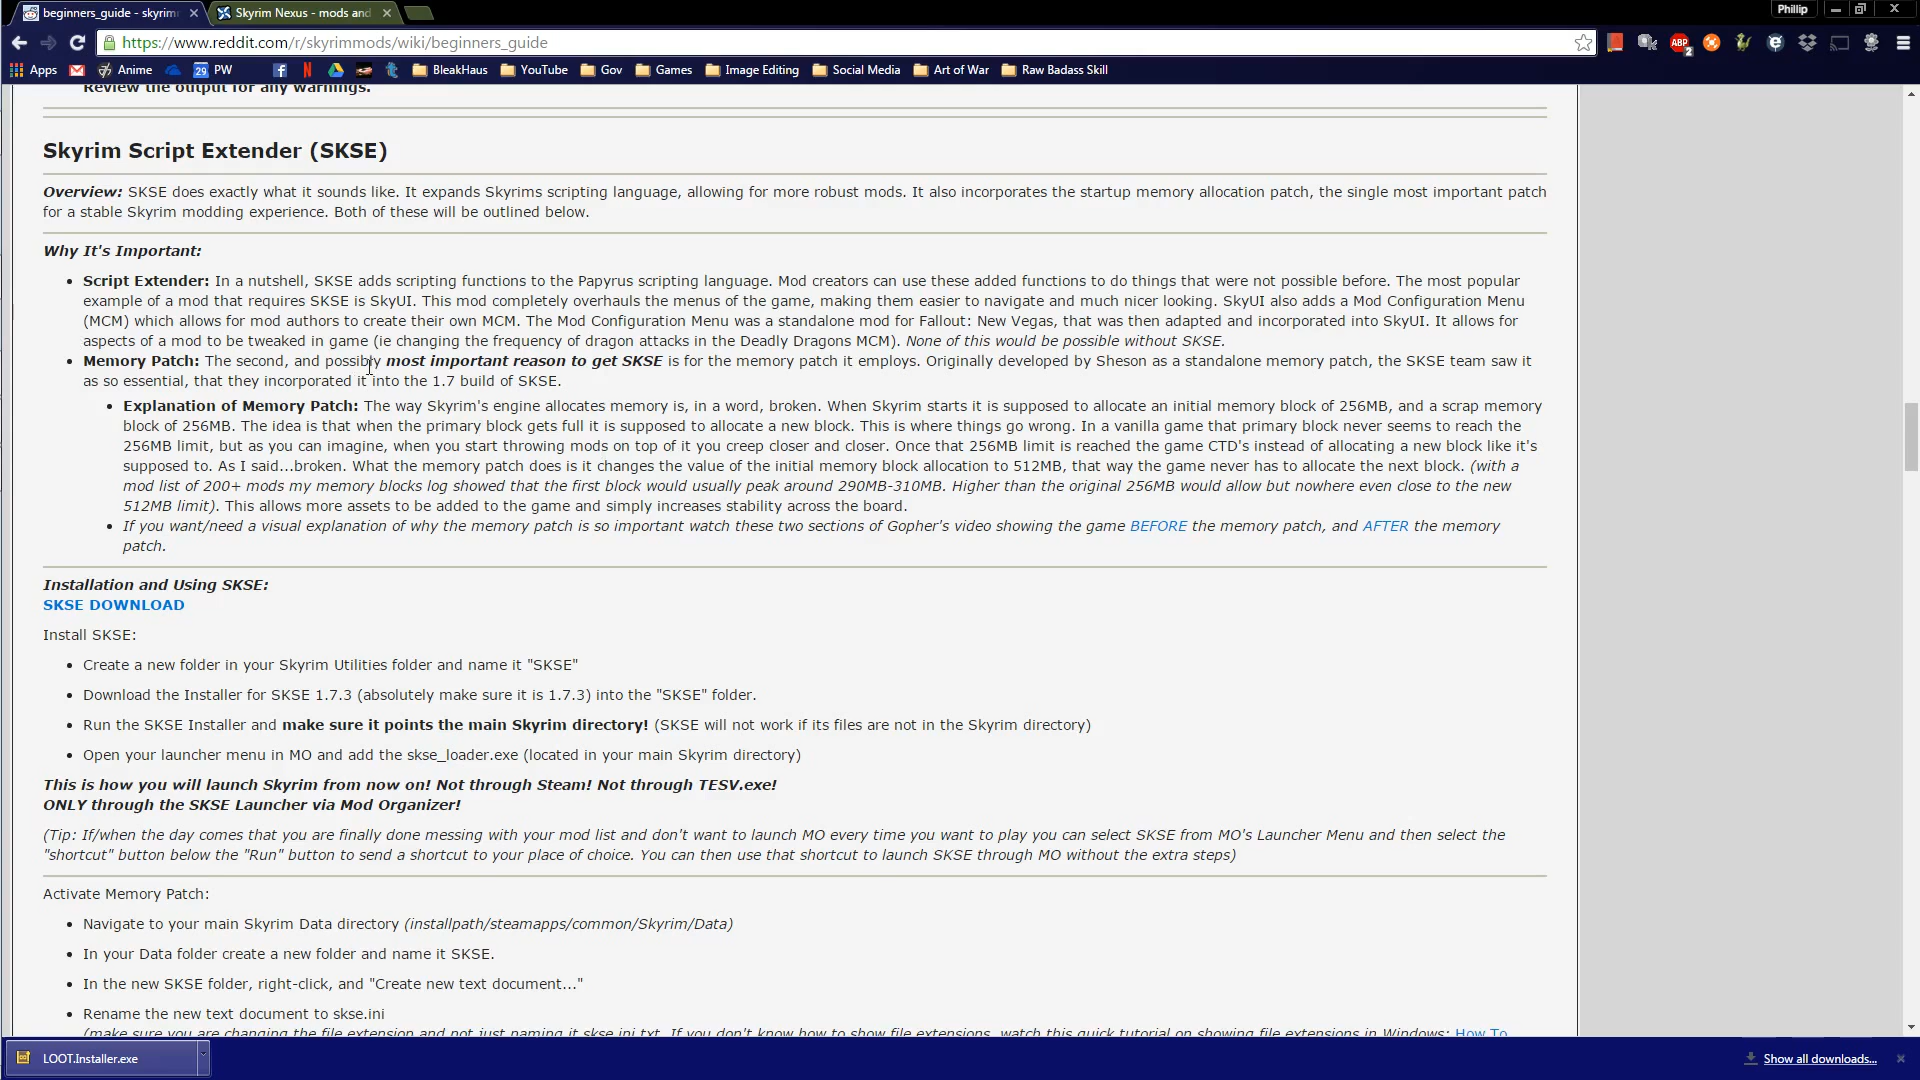 beginners_guide - skyrim
Skyrim Nexus - mods and
Phillip
https://www.reddit.com/r/skyrimmods/wiki/beginners_guide
ABP
2
Apps
Anime
29
PW
BleakHaus
YouTube
Gov
Games
Image Editing
Social Media
Art of War
Raw Badass Skill
Review the output for any warnings.
Skyrim Script Extender (SKSE)
Overview: SKSE does exactly what it sounds like. It expands Skyrims scripting language, allowing for more robust mods. It also incorporates the startup memory allocation patch, the single most important patch
for a stable Skyrim modding experience. Both of these will be outlined below.
Why It's Important:
Script Extender: In a nutshell, SKSE adds scripting functions to the Papyrus scripting language. Mod creators can use these added functions to do things that were not possible before. The most popular
example of a mod that requires SKSE is SkyUI. This mod completely overhauls the menus of the game, making them easier to navigate and much nicer looking. SkyUI also adds a Mod Configuration Menu
(MCM) which allows for mod authors to create their own MCM. The Mod Configuration Menu was a standalone mod for Fallout: New Vegas, that was then adapted and incorporated into SkyUI. It allows for
aspects of a mod to be tweaked in game (ie changing the frequency of dragon attacks in the Deadly Dragons MCM). None of this would be possible without SKSE.
Memory Patch: The second, and possibly most important reason to get SKSE is for the memory patch it employs. Originally developed by Sheson as a standalone memory patch, the SKSE team saw it
as so essential, that they incorporated it into the 1.7 build of SKSE.
Explanation of Memory Patch: The way Skyrim's engine allocates memory is, in a word, broken. When Skyrim starts it is supposed to allocate an initial memory block of 256MB, and a scrap memory
block of 256MB. The idea is that when the primary block gets full it is supposed to allocate a new block. This is where things go wrong. In a vanilla game that primary block never seems to reach the
256MB limit, but as you can imagine, when you start throwing mods on top of it you creep closer and closer. Once that 256MB limit is reached the game CTD's instead of allocating a new block like it's
supposed to. As I said...broken. What the memory patch does is it changes the value of the initial memory block allocation to 512MB, that way the game never has to allocate the next block. (with a
mod list of 200+ mods my memory blocks log showed that the first block would usually peak around 290MB-310MB. Higher than the original 256MB would allow but nowhere even close to the new
512MB limit). This allows more assets to be added to the game and simply increases stability across the board.
If you want/need a visual explanation of why the memory patch is so important watch these two sections of Gopher's video showing the game BEFORE the memory patch, and AFTER the memory
patch.
Installation and Using SKSE:
SKSE DOWNLOAD
Install SKSE:
Create a new folder in your Skyrim Utilities folder and name it "SKSE"
Download the Installer for SKSE 1.7.3 (absolutely make sure it is 1.7.3) into the "SKSE" folder.
Run the SKSE Installer and make sure it points the main Skyrim directory! (SKSE will not work if its files are not in the Skyrim directory)
Open your launcher menu in MO and add the skse_loader.exe (located in your main Skyrim directory)
This is how you will launch Skyrim from now on! Not through Steam! Not through TESV.exe!
ONLY through the SKSE Launcher via Mod Organizer!
(Tip: If/when the day comes that you are finally done messing with your mod list and don't want to launch MO every time you want to play you can select SKSE from MO's Launcher Menu and then select the
"shortcut" button below the "Run" button to send a shortcut to your place of choice. You can then use that shortcut to launch SKSE through MO without the extra steps)
Activate Memory Patch:
Navigate to your main Skyrim Data directory (installpath/steamapps/common/Skyrim/Data)
In your Data folder create a new folder and name it SKSE.
In the new SKSE folder, right-click, and "Create new text document..."
Rename the new text document to skse.ini
(make sure you are changing the file extension and not just naming it skse.ini.txt. If you don't know how to show file extensions, watch this quick tutorial on showing file extensions in Windows: How To
LOOT.Installer.exe
Show all downloads...